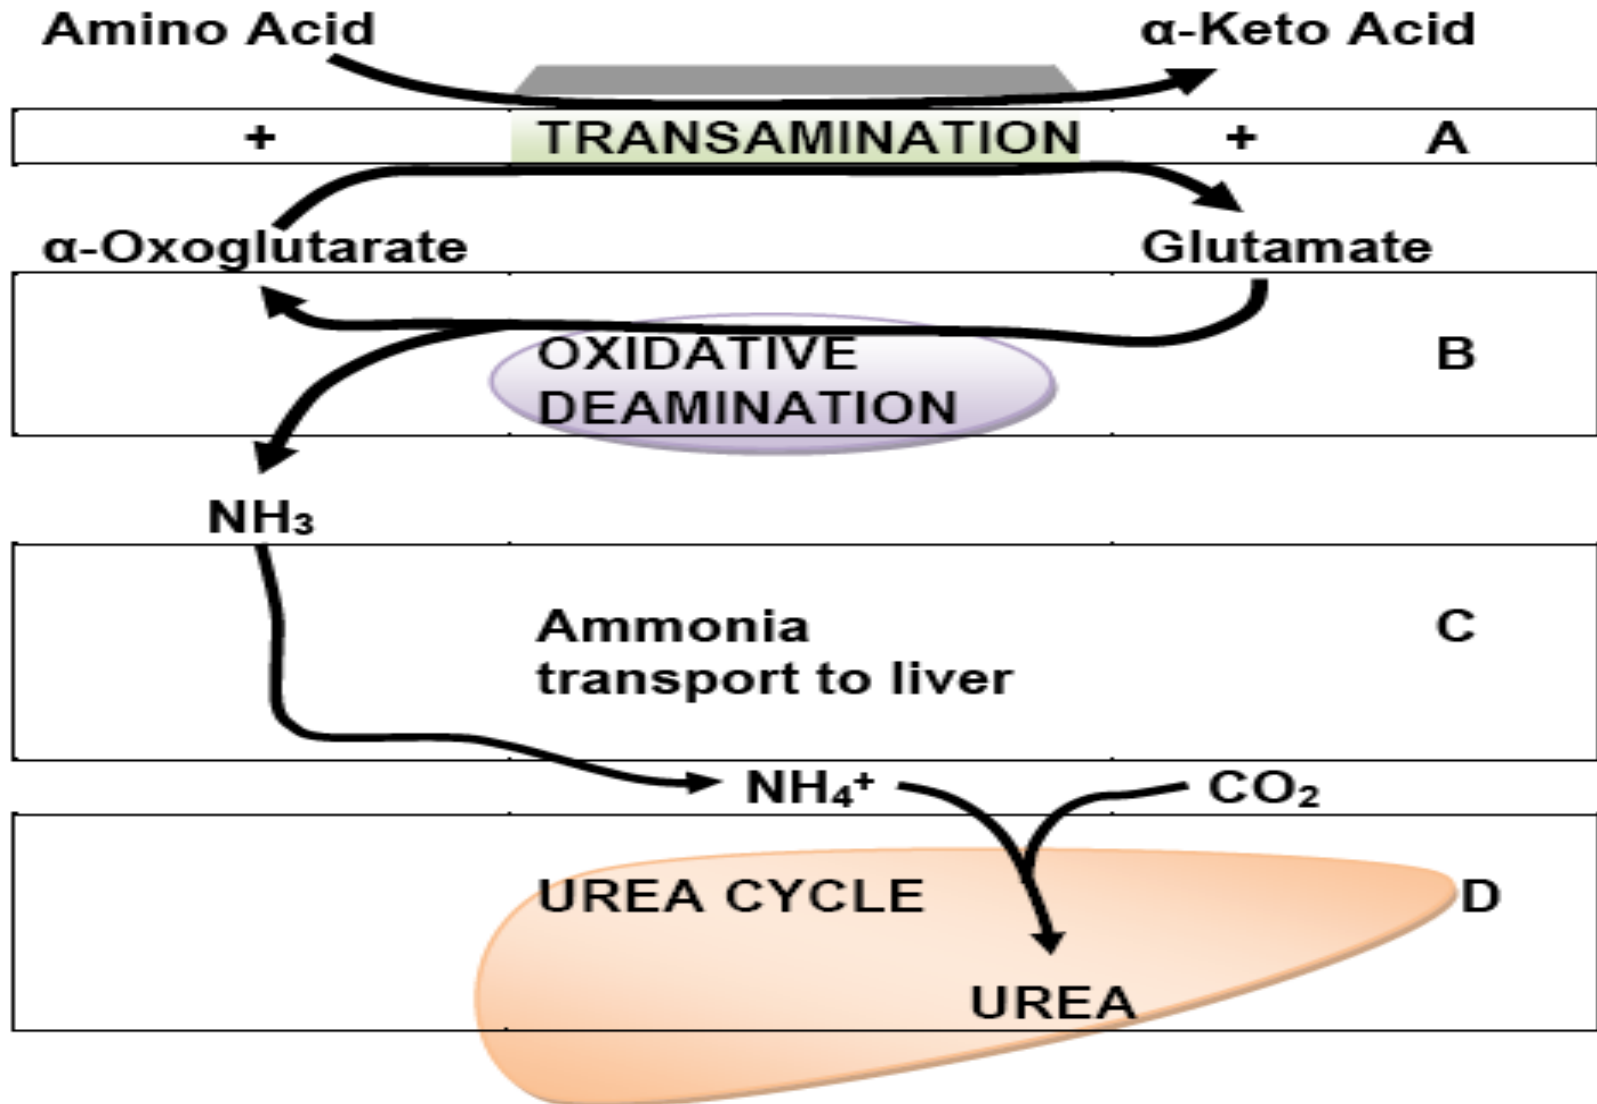 Amino Acid α-Keto Acid
+ TRANSAMINATION + A
α-Oxoglutarate Glutamate
OXIDATIVE B
DEAMINATION
NH₃
Ammonia C
transport to liver
NH₄⁺ CO₂
UREA CYCLE D
UREA